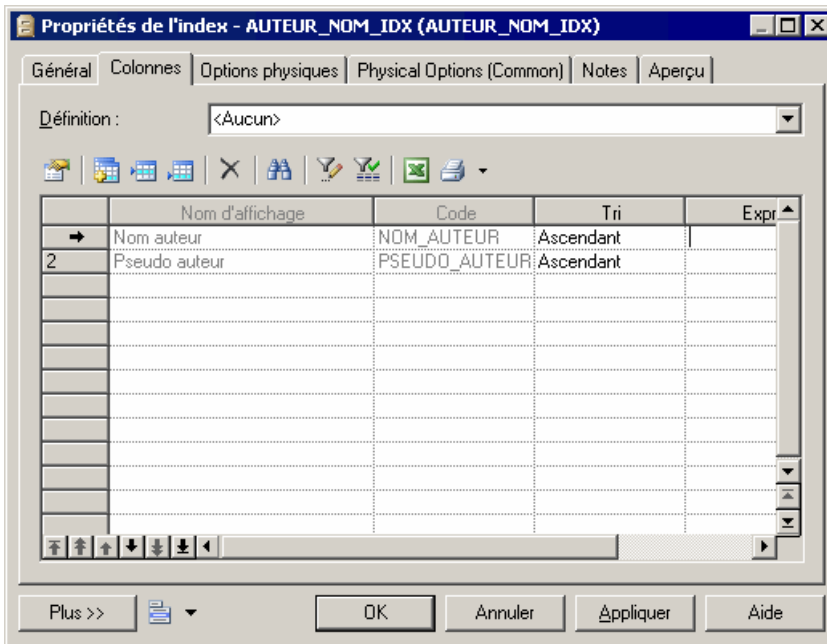 Propriétés de l'index - AUTEUR_NOM_IDX (AUTEUR_NOM_IDX)
Général Colonnes Options physiques Physical Options (Common) Notes Aperçu
Définition : <Aucun>
Nom d'affichage Code Tri Expr
Nom auteur NOM_AUTEUR Ascendant
2 Pseudo auteur PSEUDO_AUTEUR Ascendant
Plus >> OK Annuler Appliquer Aide